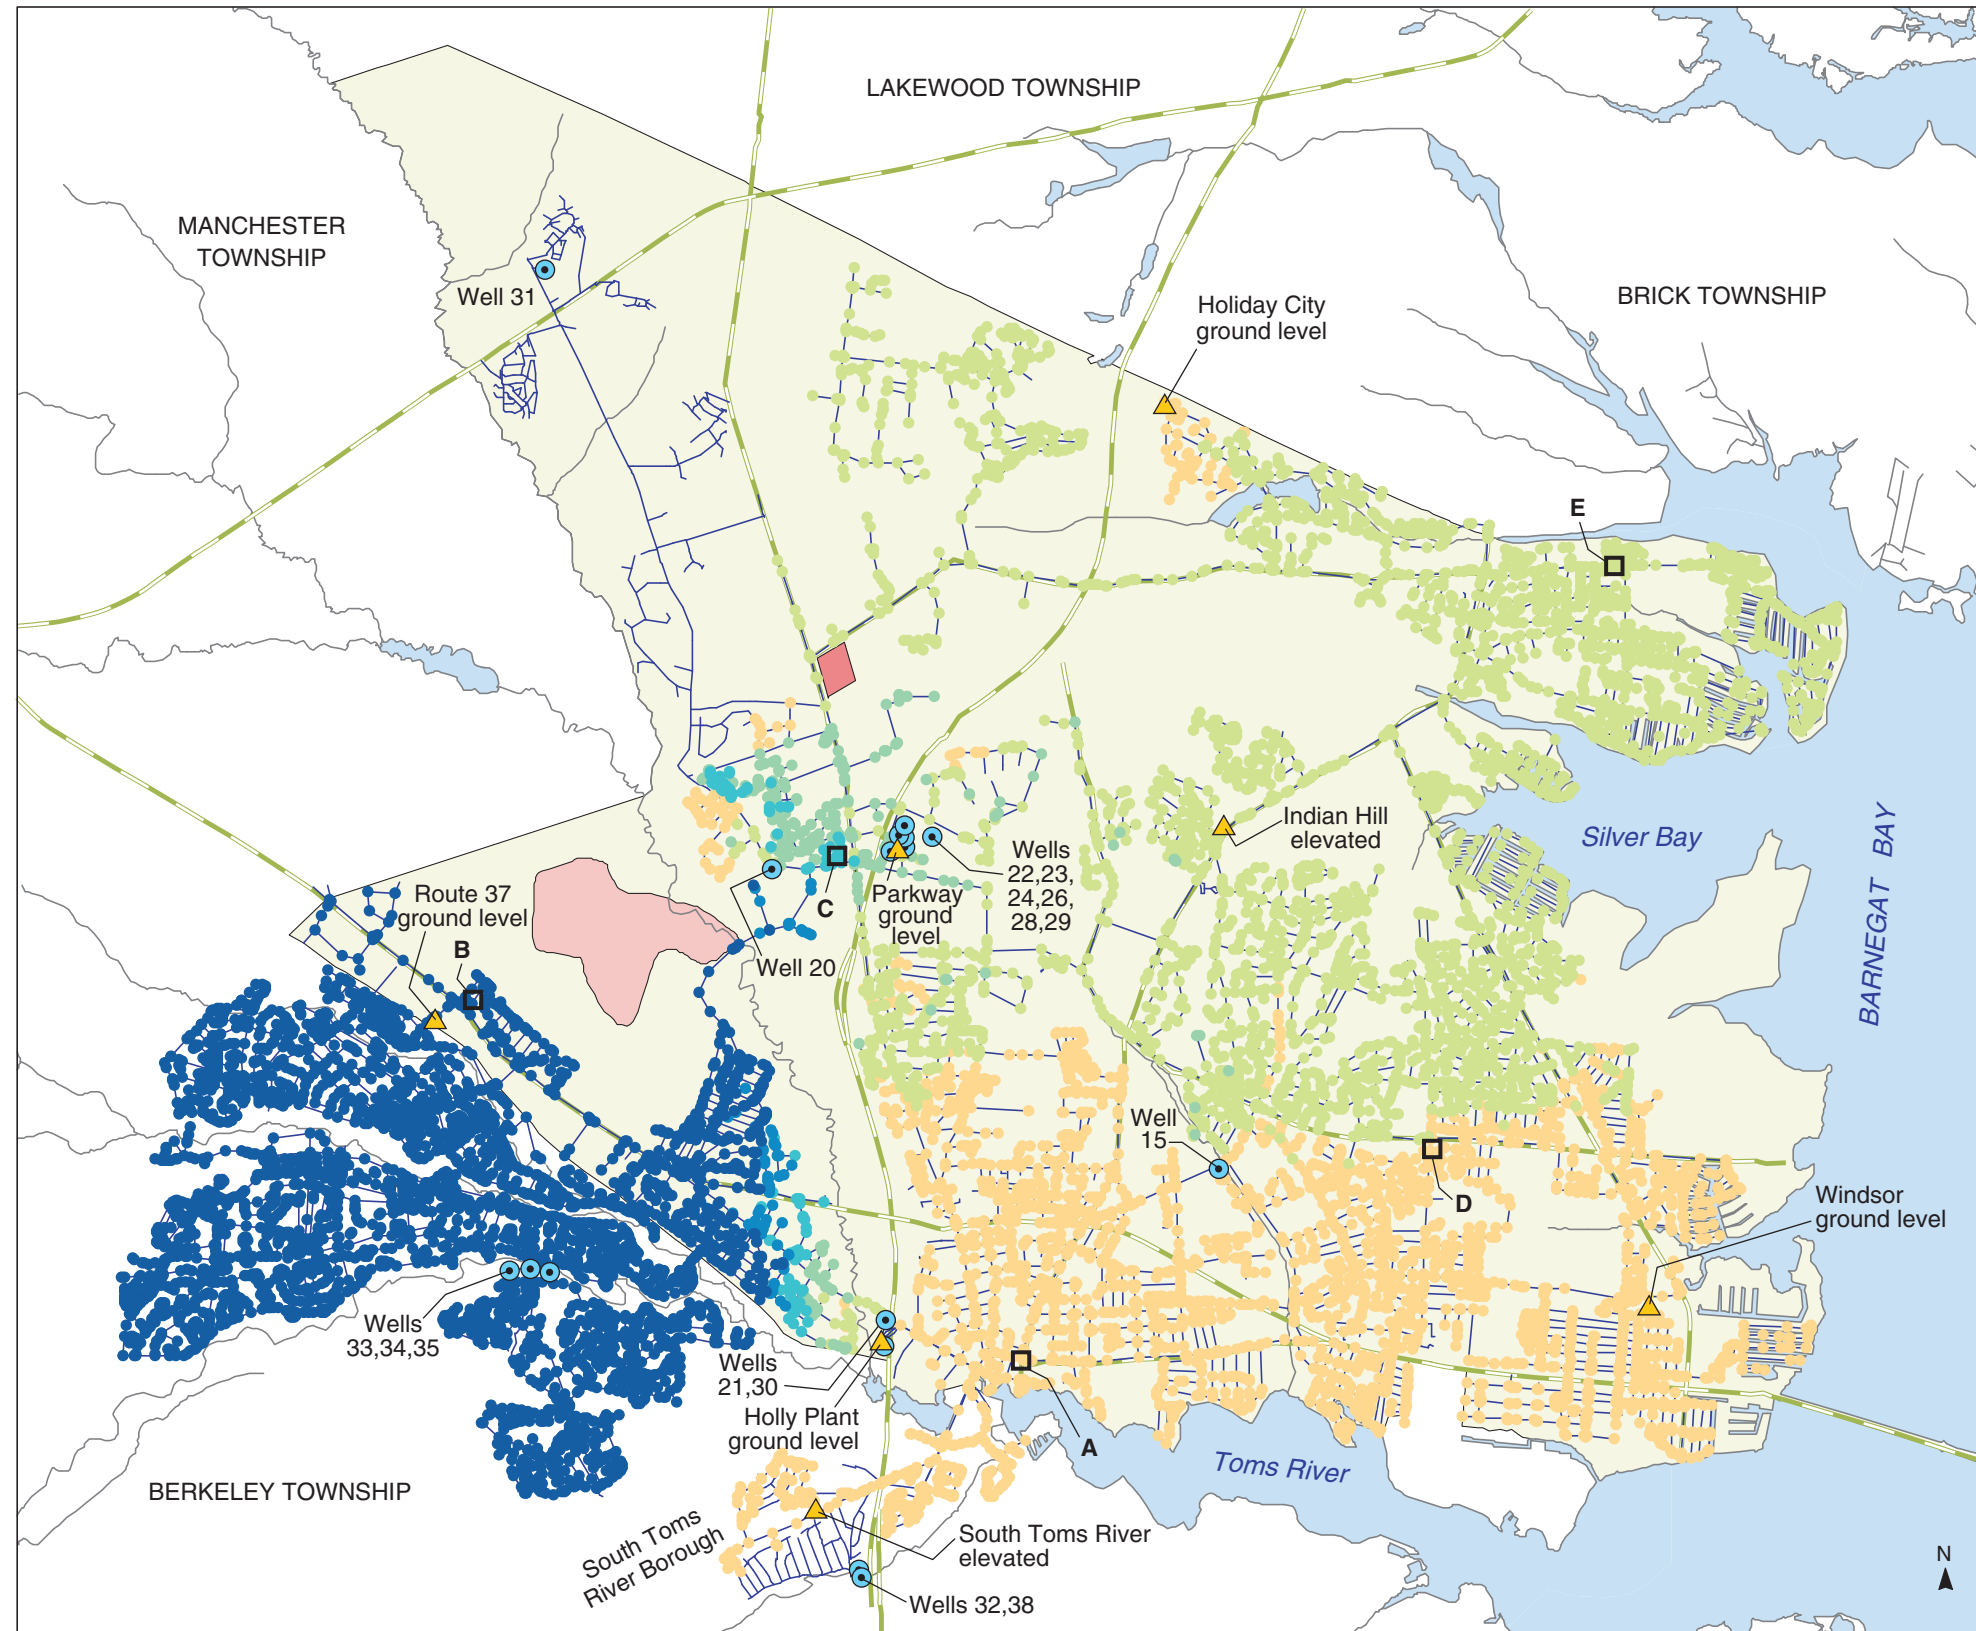 LAKEWOOD TOWNSHIP
MANCHESTER
TOWNSHIP
Well 31
BRICK TOWNSHIP
Holiday City
ground level
E
Indian Hill
elevated
Silver Bay
BARNEGAT BAY
Wells
22,23,
24,26,
28,29
Parkway
ground
level
C
Well 20
Route 37
ground level
B
Well
15
D
Windsor
ground level
Wells
33,34,35
Wells
21,30
Holly Plant
ground level
A
Toms River
BERKELEY TOWNSHIP
South Toms
River Borough
South Toms River
elevated
Wells 32,38
N